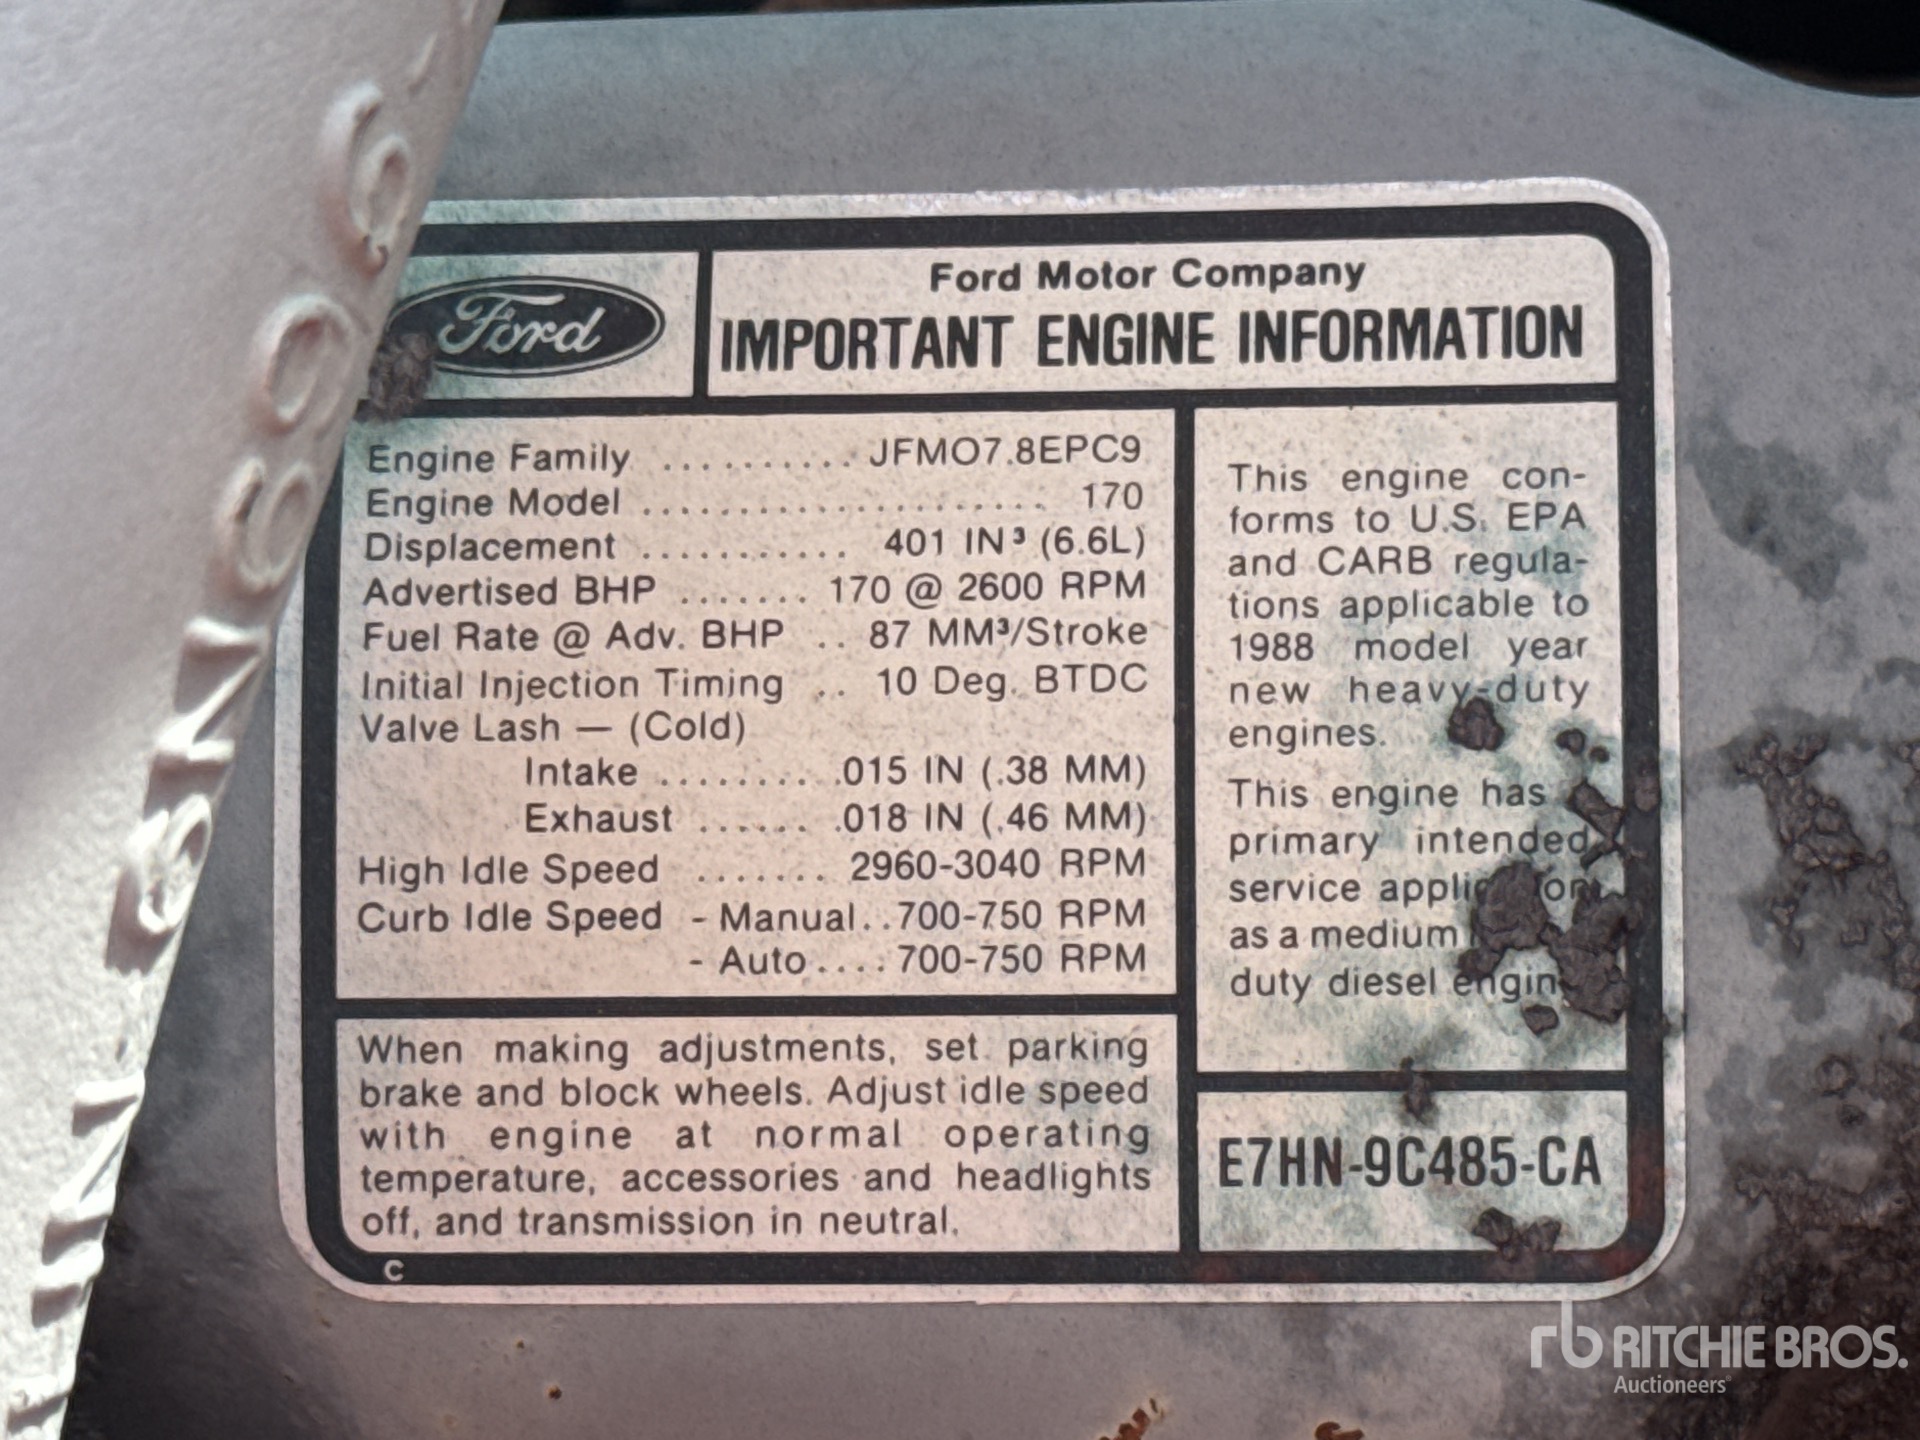 Ford
Ford Motor Company
IMPORTANT ENGINE INFORMATION
Engine Family .......... JFMO7.8EPC9
Engine Model ..................... 170
Displacement ........... 401 IN³ (6.6L)
Advertised BHP ....... 170 @ 2600 RPM
Fuel Rate @ Adv. BHP .. 87 MM³/Stroke
Initial Injection Timing .. 10 Deg. BTDC
Valve Lash — (Cold)
Intake ......... .015 IN (.38 MM)
Exhaust ...... .018 IN (.46 MM)
High Idle Speed ....... 2960-3040 RPM
Curb Idle Speed - Manual..700-750 RPM
- Auto....700-750 RPM
When making adjustments, set parking
brake and block wheels. Adjust idle speed
with engine at normal operating
temperature, accessories and headlights
off, and transmission in neutral.
C
This engine con-
forms to U.S. EPA
and CARB regula-
tions applicable to
1988 model year
new heavy-duty
engines.
This engine has
primary intended
service
as a medium
duty diesel
E7HN-9C485-CA
rb RITCHIE BROS.
Auctioneers